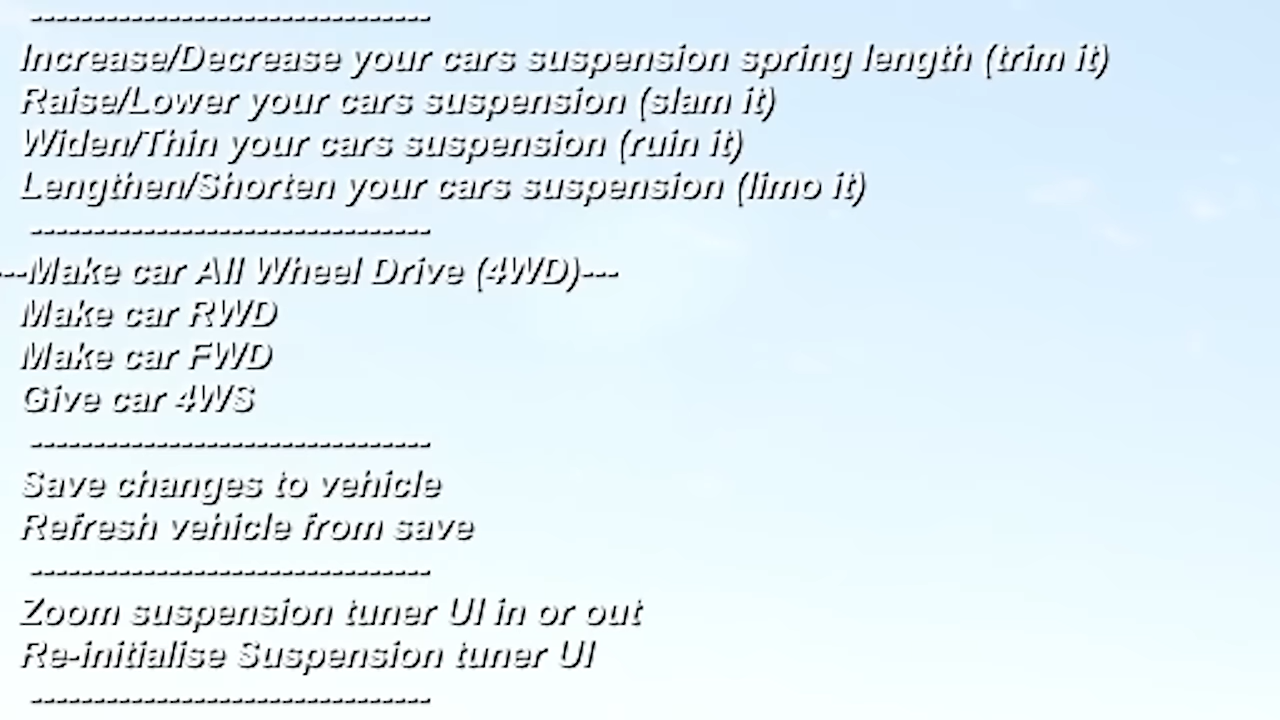 --------------------------------
Increase/Decrease your cars suspension spring length (trim it)
Raise/Lower your cars suspension (slam it)
Widen/Thin your cars suspension (ruin it)
Lengthen/Shorten your cars suspension (limo it)
--------------------------------
---Make car All Wheel Drive (4WD)---
Make car RWD
Make car FWD
Give car 4WS
--------------------------------
Save changes to vehicle
Refresh vehicle from save
--------------------------------
Zoom suspension tuner UI in or out
Re-initialise Suspension tuner UI
--------------------------------